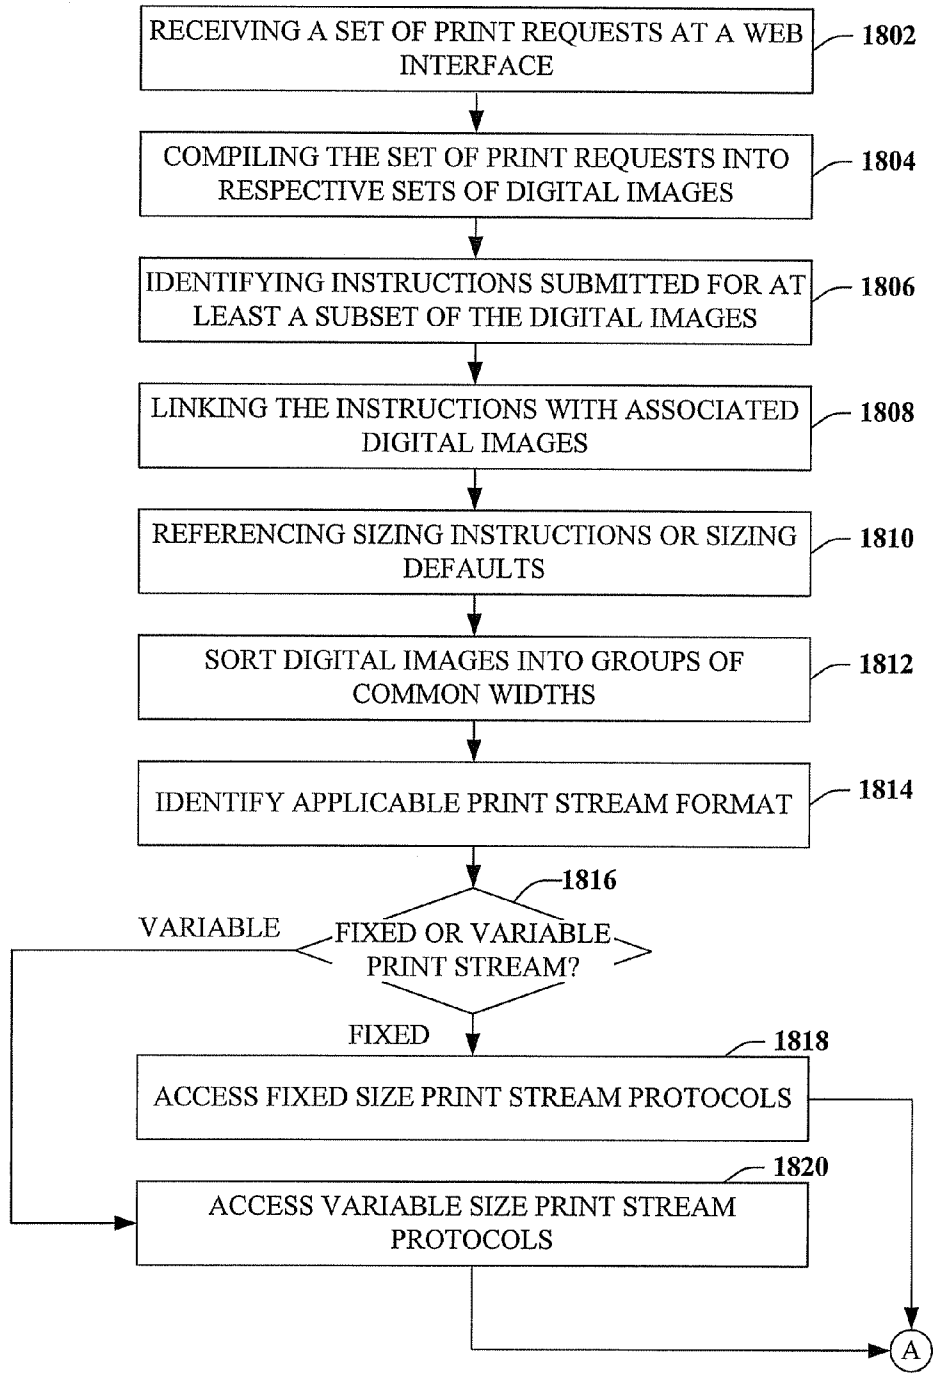 RECEIVING A SET OF PRINT REQUESTS AT A WEB
INTERFACE
1802
COMPILING THE SET OF PRINT REQUESTS INTO
RESPECTIVE SETS OF DIGITAL IMAGES
1804
IDENTIFYING INSTRUCTIONS SUBMITTED FOR AT
LEAST A SUBSET OF THE DIGITAL IMAGES
1806
LINKING THE INSTRUCTIONS WITH ASSOCIATED
DIGITAL IMAGES
1808
REFERENCING SIZING INSTRUCTIONS OR SIZING
DEFAULTS
1810
SORT DIGITAL IMAGES INTO GROUPS OF
COMMON WIDTHS
1812
IDENTIFY APPLICABLE PRINT STREAM FORMAT
1814
1816
VARIABLE
FIXED OR VARIABLE
PRINT STREAM?
FIXED
1818
ACCESS FIXED SIZE PRINT STREAM PROTOCOLS
1820
ACCESS VARIABLE SIZE PRINT STREAM
PROTOCOLS
A